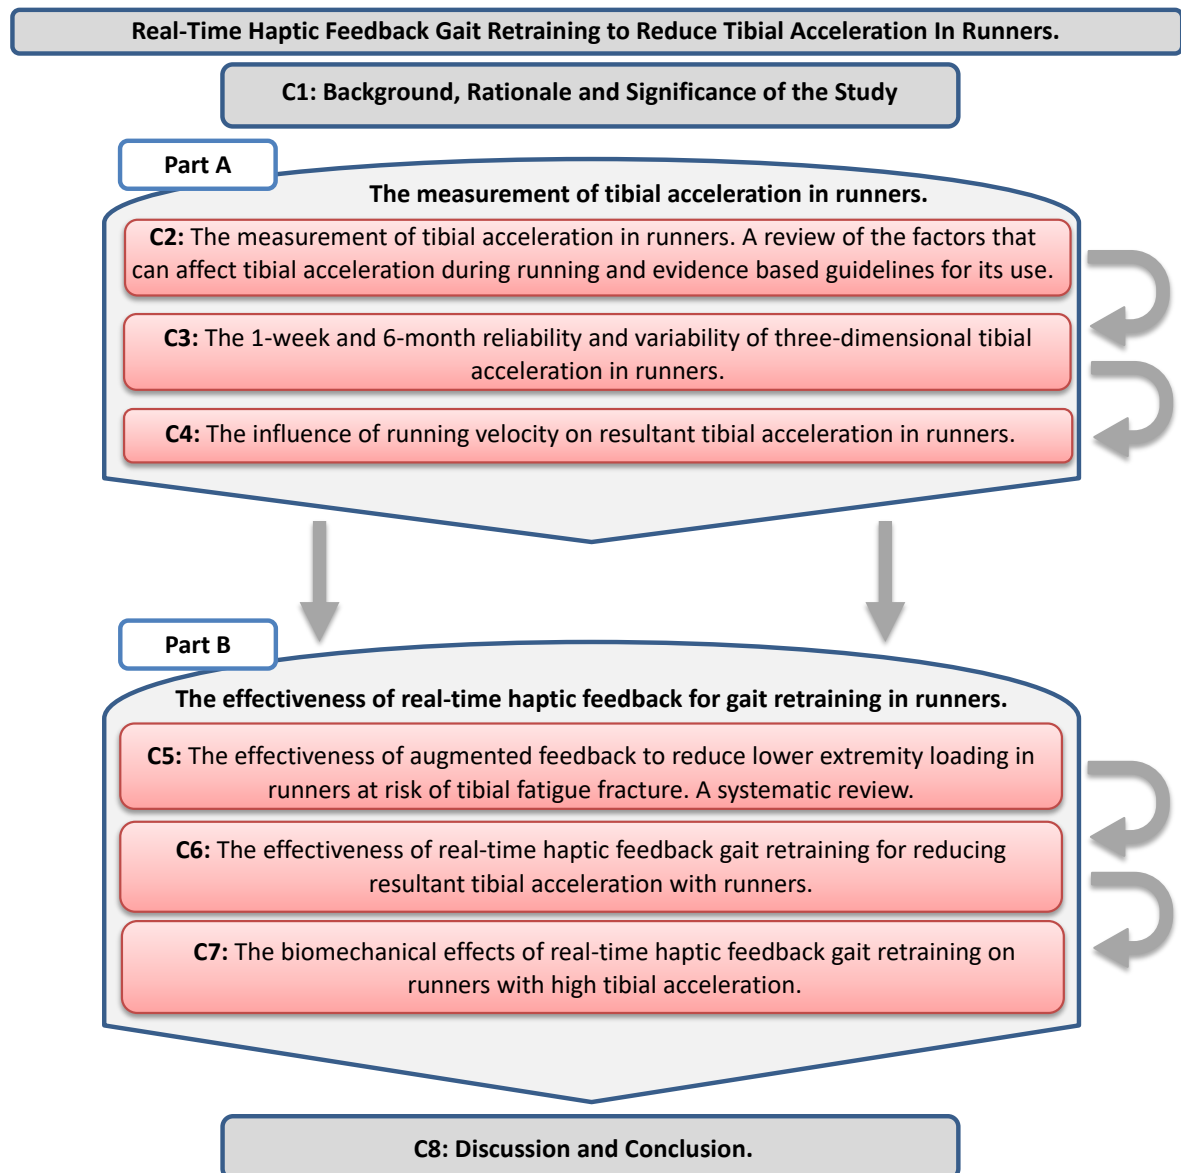 Real-Time Haptic Feedback Gait Retraining to Reduce Tibial Acceleration In Runners.
C1: Background, Rationale and Significance of the Study
Part A
The measurement of tibial acceleration in runners.
C2: The measurement of tibial acceleration in runners. A review of the factors that
can affect tibial acceleration during running and evidence based guidelines for its use.
C3: The 1-week and 6-month reliability and variability of three-dimensional tibial
acceleration in runners.
C4: The influence of running velocity on resultant tibial acceleration in runners.
Part B
The effectiveness of real-time haptic feedback for gait retraining in runners.
C5: The effectiveness of augmented feedback to reduce lower extremity loading in
runners at risk of tibial fatigue fracture. A systematic review.
C6: The effectiveness of real-time haptic feedback gait retraining for reducing
resultant tibial acceleration with runners.
C7: The biomechanical effects of real-time haptic feedback gait retraining on
runners with high tibial acceleration.
C8: Discussion and Conclusion.